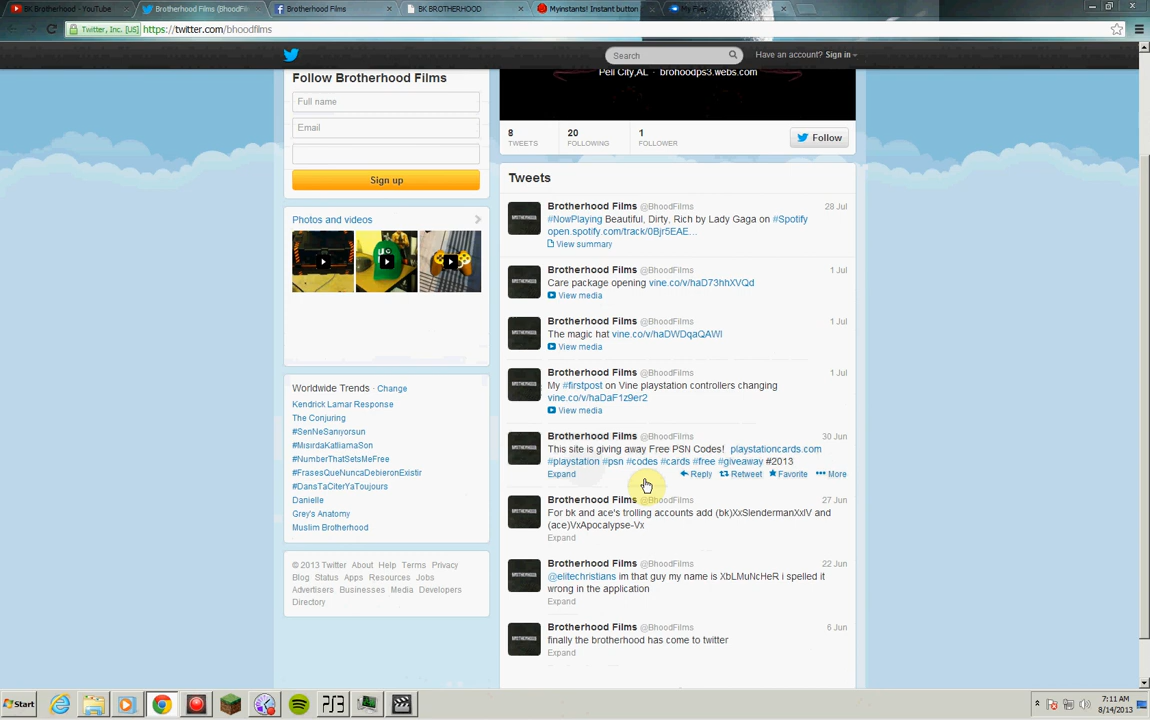 BK Brotherhood - YouTube
Brotherhood Films (BhoodFil
Brotherhood Films
BK BROTHERHOOD
Myinstants! Instant button
My Files
Twitter, Inc. [US]
https://twitter.com/bhoodfilms
Search
Have an account? Sign in
Follow Brotherhood Films
Full name
Email
Sign up
Photos and videos
Worldwide Trends · Change
Kendrick Lamar Response
The Conjuring
#SenNeSanıyorsun
#MısırdaKatliamaSon
#NumberThatSetsMeFree
#FrasesQueNuncaDebieronExistir
#DansTaCiterYaToujours
Danielle
Grey's Anatomy
Muslim Brotherhood
© 2013 Twitter About Help Terms Privacy
Blog Status Apps Resources Jobs
Advertisers Businesses Media Developers
Directory
Pell City,AL · brohoodps3.webs.com
8
TWEETS
20
FOLLOWING
1
FOLLOWER
Follow
Tweets
Brotherhood Films @BhoodFilms 28 Jul
#NowPlaying Beautiful, Dirty, Rich by Lady Gaga on #Spotify
open.spotify.com/track/0Bjr5EAE...
View summary
Brotherhood Films @BhoodFilms 1 Jul
Care package opening vine.co/v/haD73hhXVQd
View media
Brotherhood Films @BhoodFilms 1 Jul
The magic hat vine.co/v/haDWDqaQAWl
View media
Brotherhood Films @BhoodFilms 1 Jul
My #firstpost on Vine playstation controllers changing
vine.co/v/haDaF1z9er2
View media
Brotherhood Films @BhoodFilms 30 Jun
This site is giving away Free PSN Codes! playstationcards.com
#playstation #psn #codes #cards #free #giveaway #2013
Expand Reply Retweet Favorite More
Brotherhood Films @BhoodFilms 27 Jun
For bk and ace's trolling accounts add (bk)XxSlendermanXxIV and
(ace)VxApocalypse-Vx
Expand
Brotherhood Films @BhoodFilms 22 Jun
@elitechristians im that guy my name is XbLMuNcHeR i spelled it
wrong in the application
Expand
Brotherhood Films @BhoodFilms 6 Jun
finally the brotherhood has come to twitter
Expand
Start
7:11 AM
8/14/2013